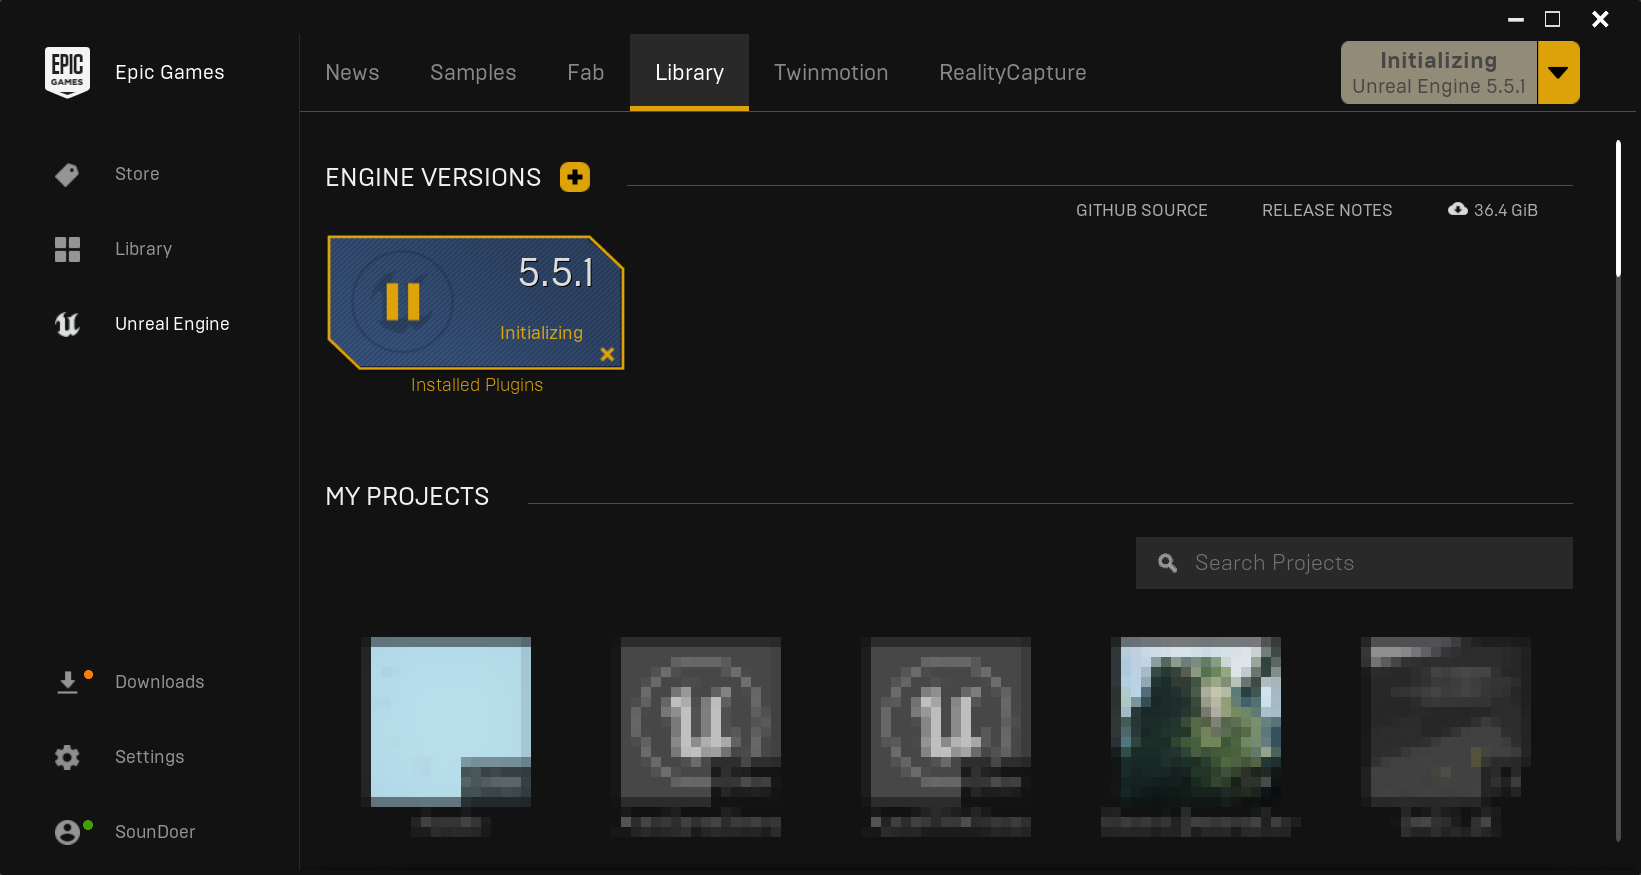 EPIC
GAMES
Epic Games
News
Samples
Fab
Library
Twinmotion
RealityCapture
Initializing
Unreal Engine 5.5.1
Store
Library
Unreal Engine
ENGINE VERSIONS
GITHUB SOURCE
RELEASE NOTES
36.4 GiB
5.5.1
Initializing
Installed Plugins
MY PROJECTS
Search Projects
Downloads
Settings
SounDoer